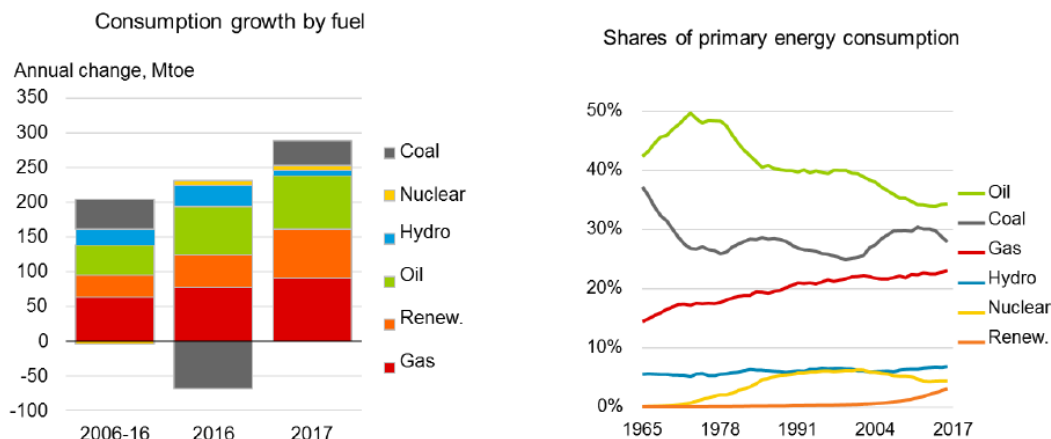 Consumption growth by fuel
Annual change, Mtoe
350
300
250
200
150
100
50
0
-50
-100
2006-16 2016 2017
Coal
Nuclear
Hydro
Oil
Renew.
Gas
Shares of primary energy consumption
50%
40%
30%
20%
10%
0%
1965 1978 1991 2004 2017
Oil
Coal
Gas
Hydro
Nuclear
Renew.